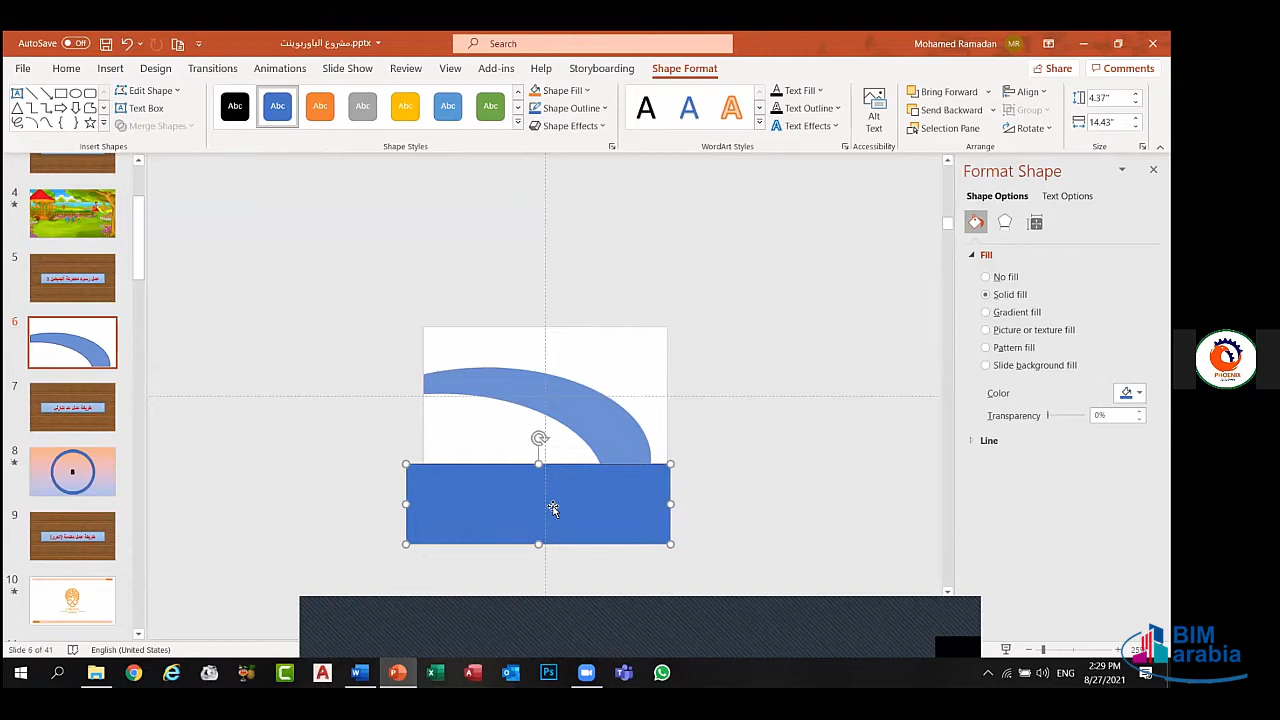 AutoSave Off
مشروع الباوربوينت.pptx
Search
Mohamed Ramadan MR
File Home Insert Design Transitions Animations Slide Show Review View Add-ins Help Storyboarding Shape Format
Share Comments
Edit Shape
Text Box
Merge Shapes
Insert Shapes
Abc Abc Abc Abc Abc Abc Abc
Shape Fill
Shape Outline
Shape Effects
Shape Styles
A A A
Text Fill
Text Outline
Text Effects
WordArt Styles
Alt
Text
Accessibility
Bring Forward
Send Backward
Selection Pane
Align
Group
Rotate
Arrange
4.37"
14.43"
Size
4
5
6
7
8
9
10
Format Shape
Shape Options Text Options
Fill
No fill
Solid fill
Gradient fill
Picture or texture fill
Pattern fill
Slide background fill
Color
Transparency 0%
Line
PHOENIX
Slide 6 of 41
English (United States)
BIM
arabia
ENG
2:29 PM
8/27/2021